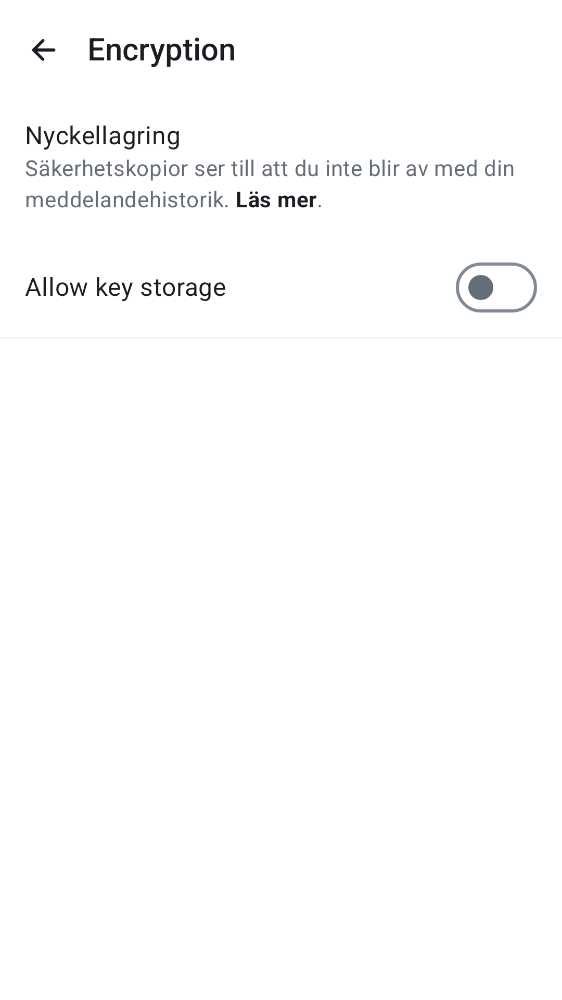 Encryption
Nyckellagring
Säkerhetskopior ser till att du inte blir av med din
meddelandehistorik. Läs mer.
Allow key storage